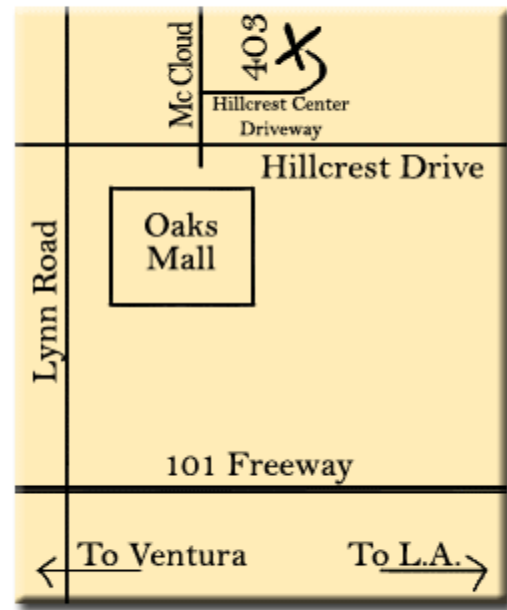 Mc Cloud
403
X
Hillcrest Center
Driveway
Hillcrest Drive
Oaks
Mall
Lynn Road
101 Freeway
To Ventura
To L.A.